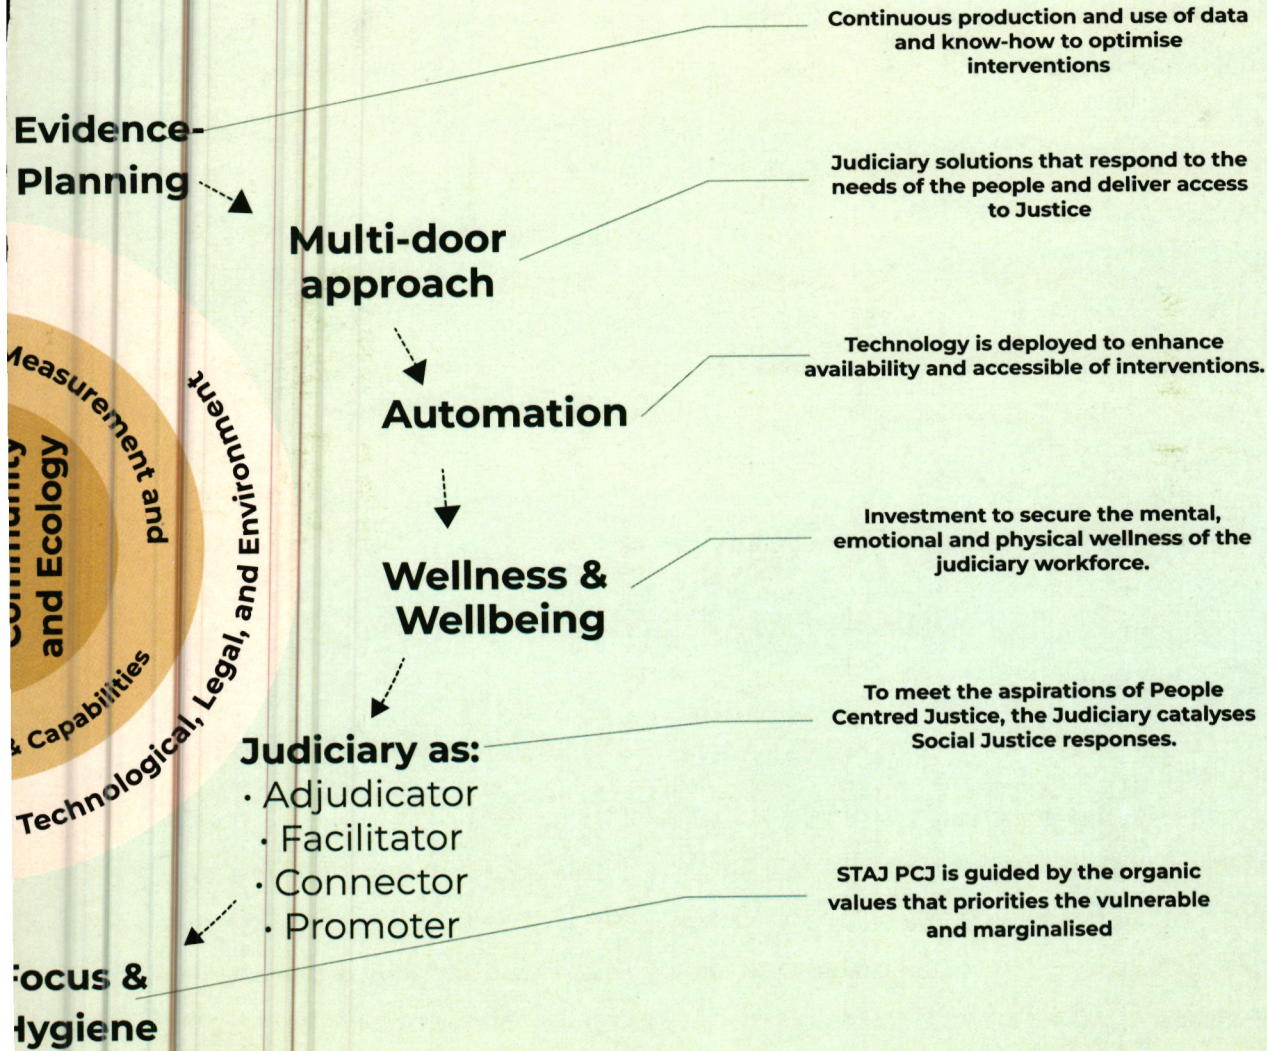 Continuous production and use of data
and know-how to optimise
interventions
Evidence-
Planning
Judiciary solutions that respond to the
needs of the people and deliver access
to Justice
Multi-door
approach
Technology is deployed to enhance
availability and accessible of interventions.
Automation
Investment to secure the mental,
emotional and physical wellness of the
judiciary workforce.
Wellness &
Wellbeing
To meet the aspirations of People
Centred Justice, the Judiciary catalyses
Social Justice responses.
Judiciary as:
· Adjudicator
· Facilitator
· Connector
· Promoter
STAJ PCJ is guided by the organic
values that priorities the vulnerable
and marginalised
Focus &
Hygiene
Measurement and
& Capabilities
Technological, Legal, and Environment
and Ecology